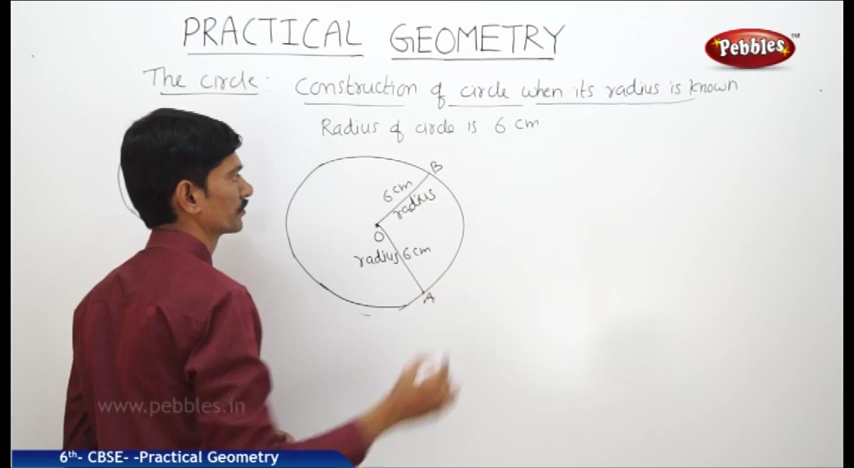 PRACTICAL GEOMETRY
Pebbles™
The circle: Construction of circle when its radius is known
Radius of circle is 6 cm
B
6cm
radius
O
radius 6cm
A
www.pebbles.in
6th- CBSE- -Practical Geometry